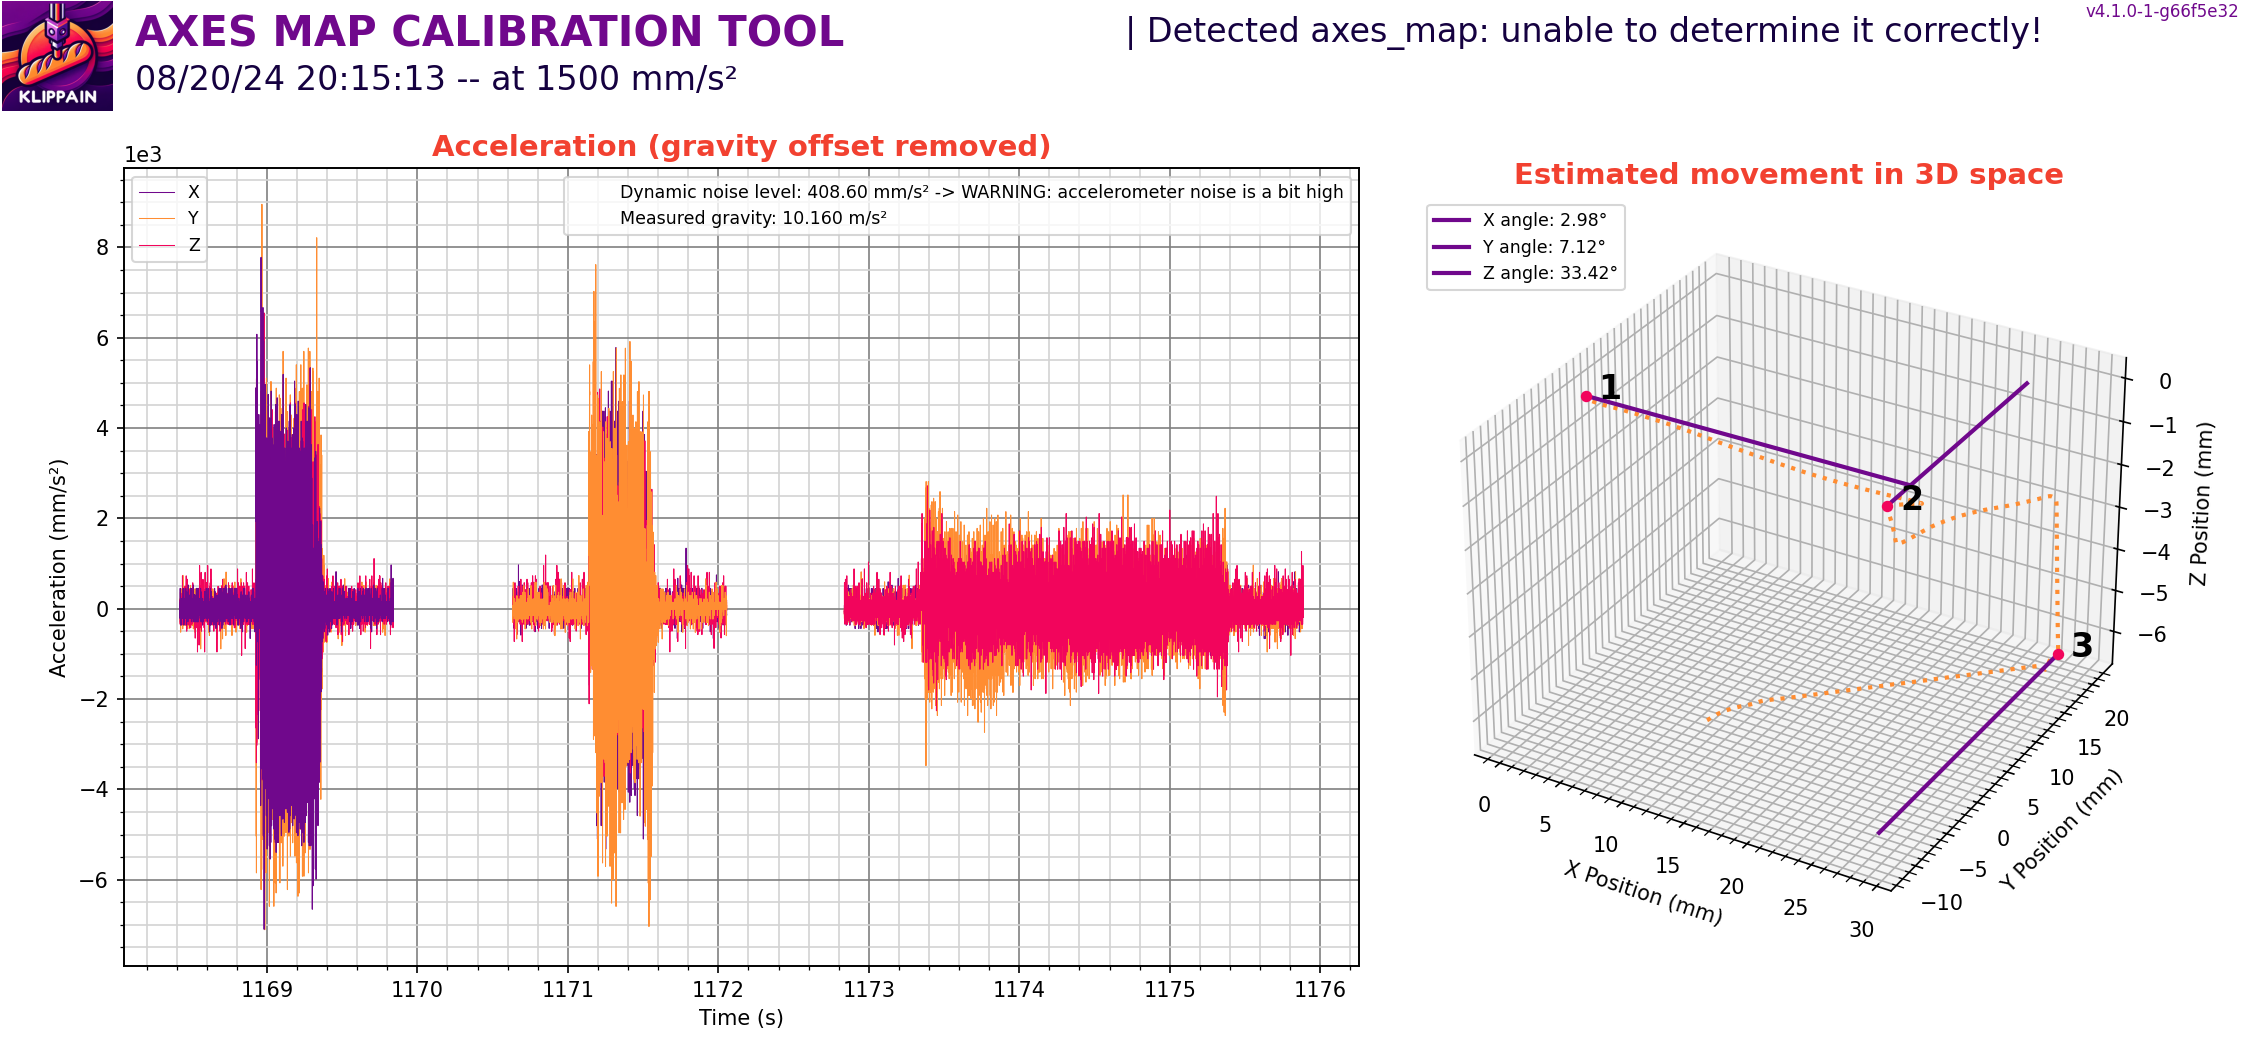 AXES MAP CALIBRATION TOOL
| Detected axes_map: unable to determine it correctly!
v4.1.0-1-g66f5e32
08/20/24 20:15:13 -- at 1500 mm/s²
KLIPPAIN
Acceleration (gravity offset removed)
1e3
X
Y
Z
Dynamic noise level: 408.60 mm/s² -> WARNING: accelerometer noise is a bit high
Measured gravity: 10.160 m/s²
Acceleration (mm/s²)
8
6
4
2
0
−2
−4
−6
1169 1170 1171 1172 1173 1174 1175 1176
Time (s)
Estimated movement in 3D space
X angle: 2.98°
Y angle: 7.12°
Z angle: 33.42°
1
2
3
0
−1
−2
−3
−4
−5
−6
Z Position (mm)
20
15
10
5
0
−5
−10
Y Position (mm)
0
5
10
15
20
25
30
X Position (mm)